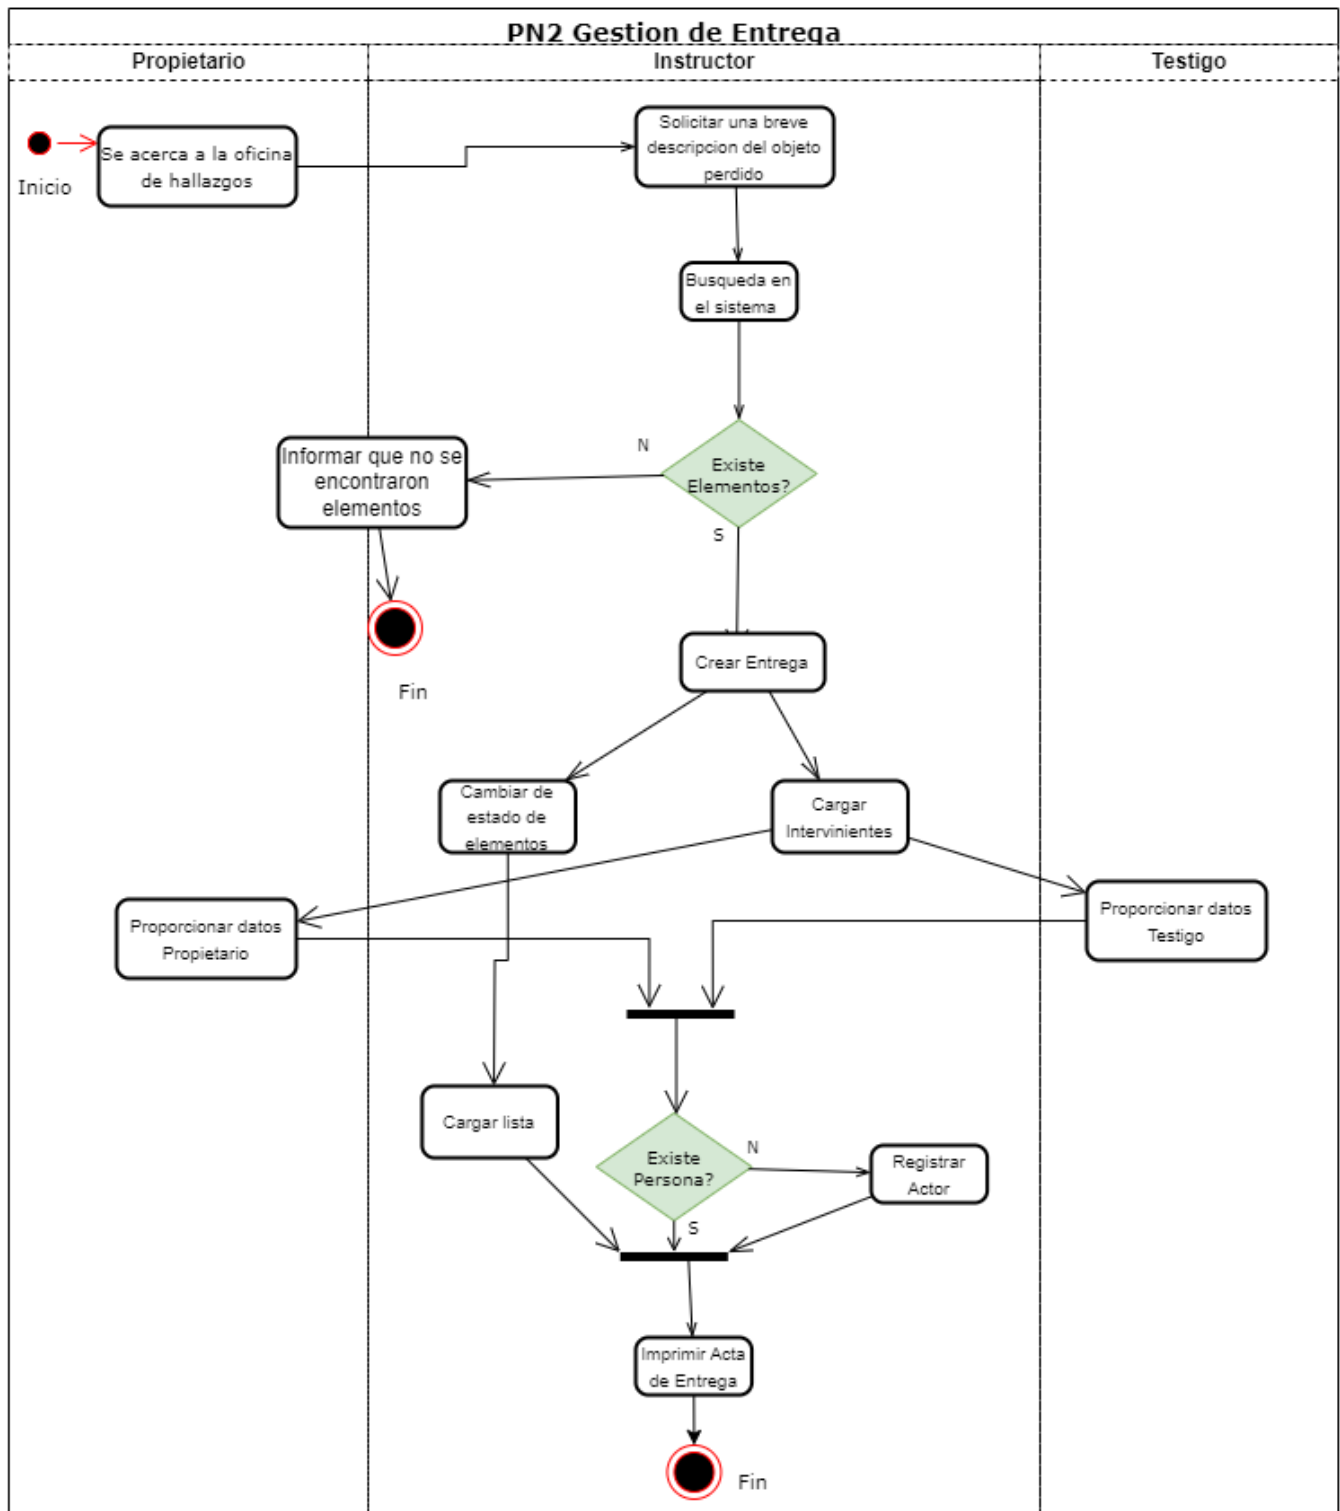 PN2 Gestion de Entrega
Propietario
Instructor
Testigo
Inicio
Se acerca a la oficina
de hallazgos
Solicitar una breve
descripcion del objeto
perdido
Busqueda en
el sistema
Existe
Elementos?
N
S
Informar que no se
encontraron
elementos
Fin
Crear Entrega
Cambiar de
estado de
elementos
Cargar
Intervinientes
Proporcionar datos
Propietario
Proporcionar datos
Testigo
Cargar lista
Existe
Persona?
N
S
Registrar
Actor
Imprimir Acta
de Entrega
Fin